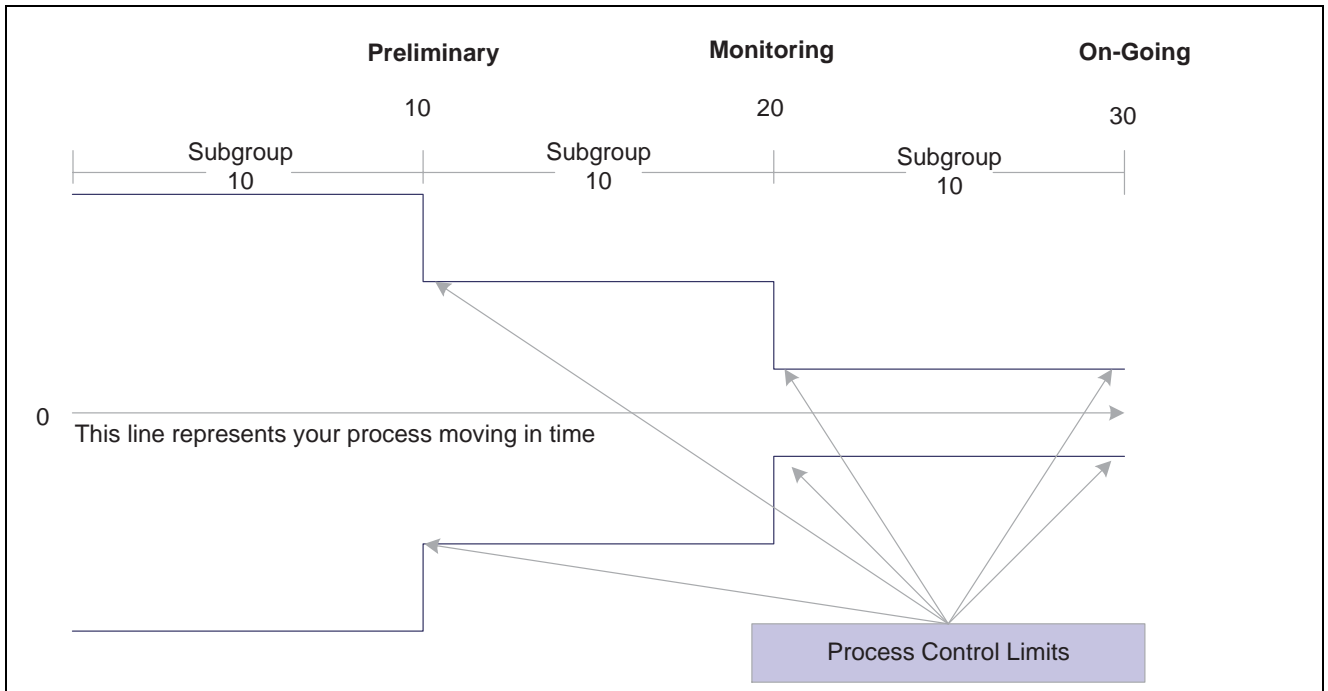 Preliminary
Monitoring
On-Going
10
20
30
Subgroup
10
Subgroup
10
Subgroup
10
0
This line represents your process moving in time
Process Control Limits